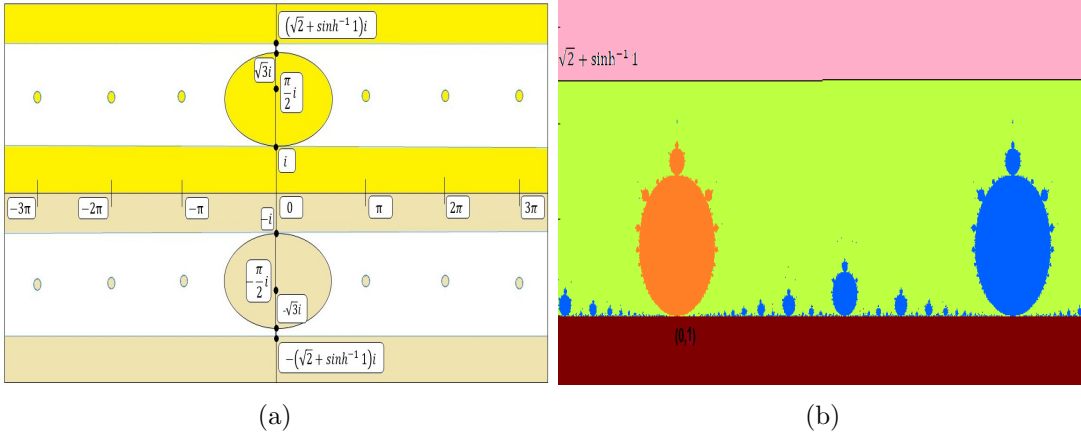 (√2 + sinh⁻¹ 1)i
√3i
π/2 i
i
−3π −2π −π 0 π 2π 3π
−i
−π/2 i
-√3i
−(√2 + sinh⁻¹ 1)i
(a)
√2 + sinh⁻¹ 1
(0,1)
(b)